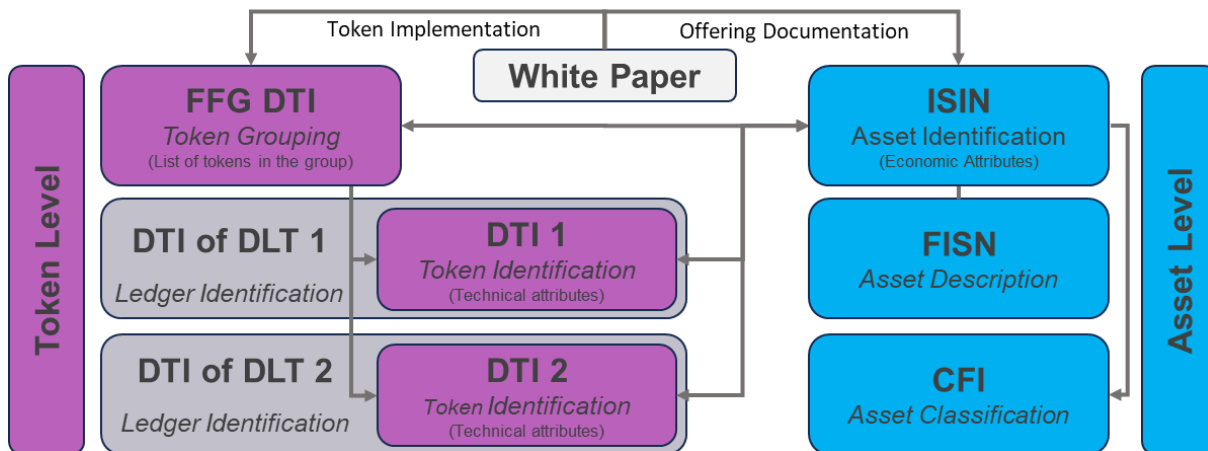 Token Implementation
Offering Documentation
White Paper
Token Level
FFG DTI
Token Grouping
(List of tokens in the group)
DTI of DLT 1
Ledger Identification
DTI 1
Token Identification
(Technical attributes)
DTI of DLT 2
Ledger Identification
DTI 2
Token Identification
(Technical attributes)
ISIN
Asset Identification
(Economic Attributes)
FISN
Asset Description
CFI
Asset Classification
Asset Level